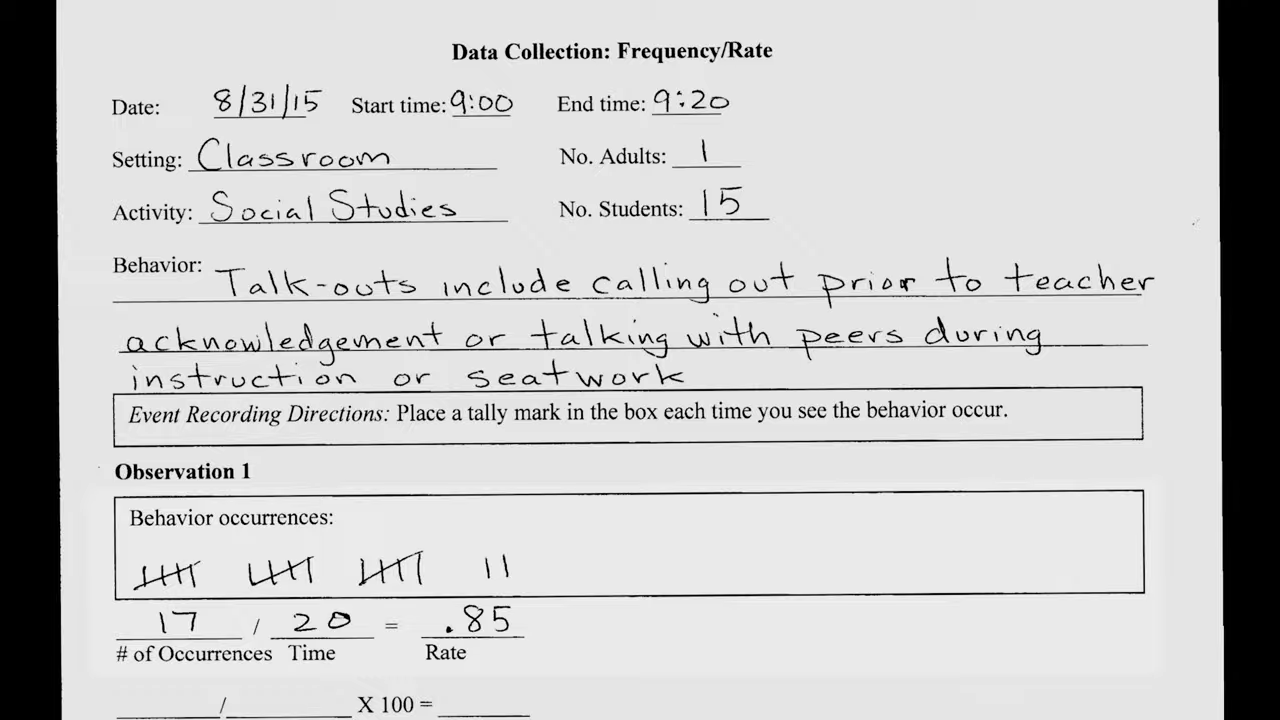 Data Collection: Frequency/Rate
Date: 8/31/15 Start time: 9:00 End time: 9:20
Setting: Classroom No. Adults: 1
Activity: Social Studies No. Students: 15
Behavior: Talk-outs include calling out prior to teacher
acknowledgement or talking with peers during
instruction or seatwork
Event Recording Directions: Place a tally mark in the box each time you see the behavior occur.
Observation 1
Behavior occurrences:
17 / 20 = .85
# of Occurrences Time Rate
/ X 100 =